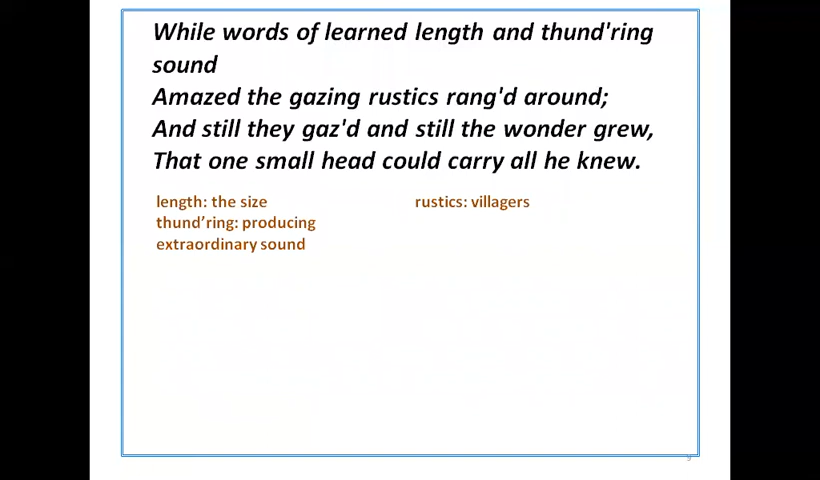 While words of learned length and thund'ring
sound
Amazed the gazing rustics rang'd around;
And still they gaz'd and still the wonder grew,
That one small head could carry all he knew.
length: the size
thund’ring: producing
extraordinary sound
rustics: villagers
9